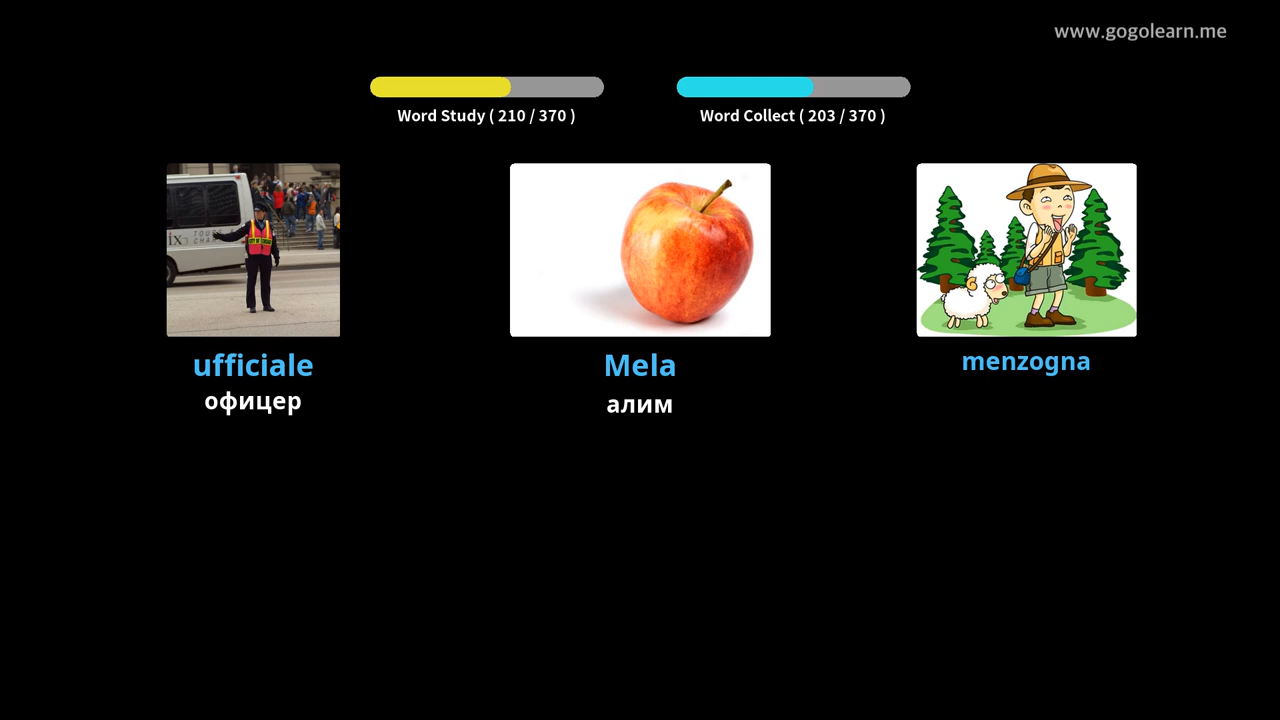 www.gogolearn.me
Word Study ( 210 / 370 )
Word Collect ( 203 / 370 )
ufficiale
офицер
Mela
алим
menzogna